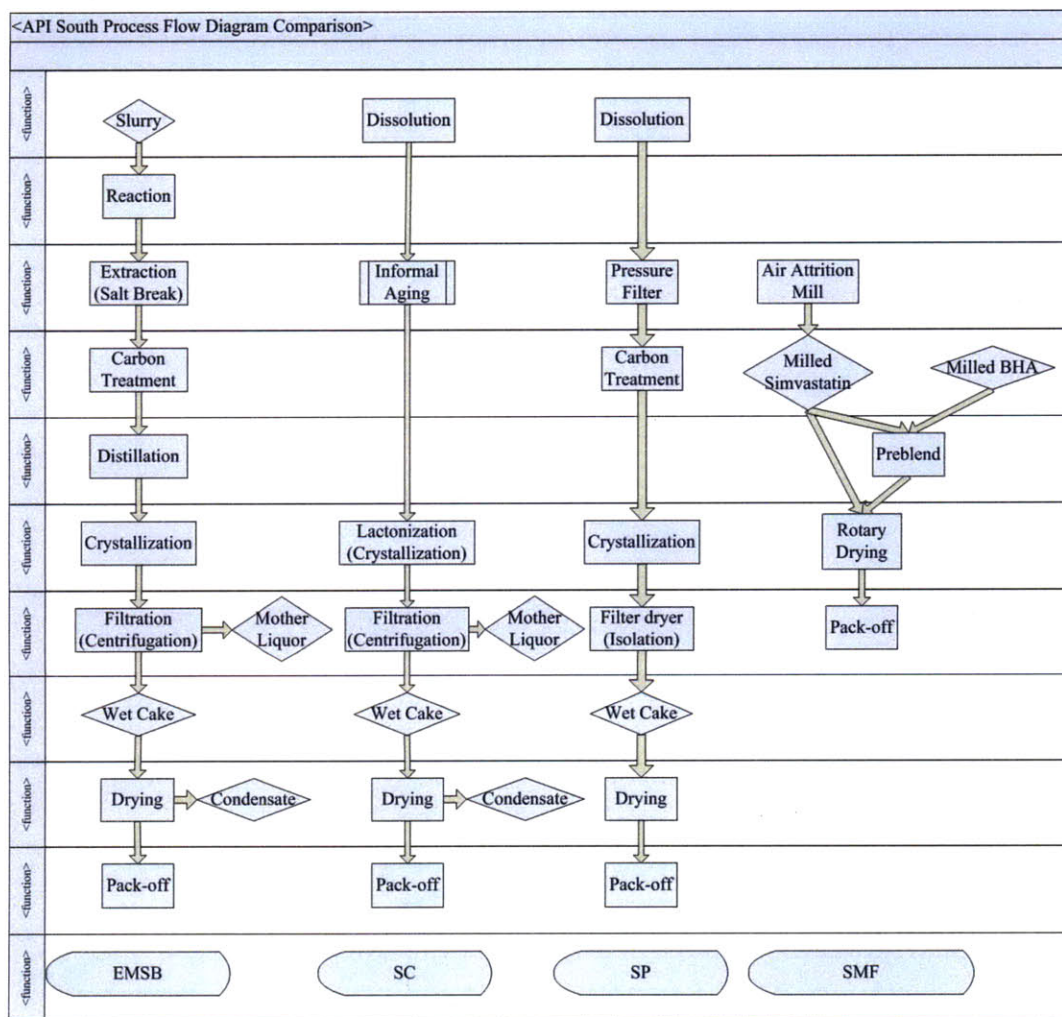 <API South Process Flow Diagram Comparison>
<function>
Slurry
Dissolution
Dissolution
<function>
Reaction
<function>
Extraction
(Salt Break)
Informal
Aging
Pressure
Filter
Air Attrition
Mill
<function>
Carbon
Treatment
Carbon
Treatment
Milled
Simvastatin
Milled BHA
<function>
Distillation
Preblend
<function>
Crystallization
Lactonization
(Crystallization)
Crystallization
Rotary
Drying
<function>
Filtration
(Centrifugation)
Mother
Liquor
Filtration
(Centrifugation)
Mother
Liquor
Filter dryer
(Isolation)
Pack-off
<function>
Wet Cake
Wet Cake
Wet Cake
<function>
Drying
Condensate
Drying
Condensate
Drying
<function>
Pack-off
Pack-off
Pack-off
<function>
EMSB
SC
SP
SMF